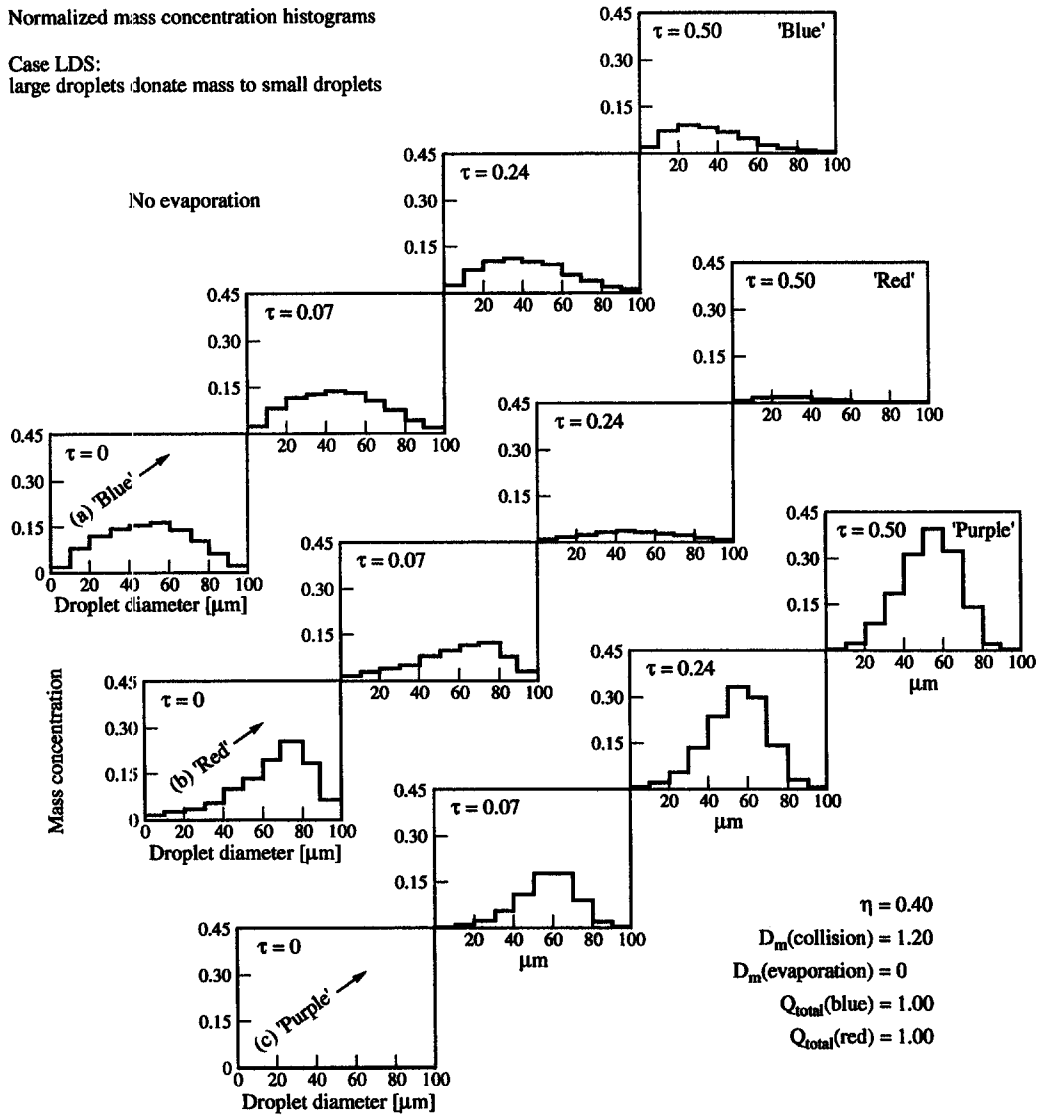 Normalized mass concentration histograms
Case LDS:
large droplets donate mass to small droplets
No evaporation
0.45
0.30
0.15
τ = 0.50 'Blue'
20 40 60 80 100
0.45
0.30
0.15
τ = 0.24
20 40 60 80 100
0.45
0.30
0.15
τ = 0.50 'Red'
20 40 60 80 100
0.45
0.30
0.15
τ = 0.07
20 40 60 80 100
0.45
0.30
0.15
τ = 0.24
20 40 60 80 100
0.45
0.30
0.15
0
τ = 0
(a) 'Blue'
0 20 40 60 80 100
Droplet diameter [μm]
0.45
0.30
0.15
τ = 0.50 'Purple'
20 40 60 80 100
μm
0.45
0.30
0.15
τ = 0.07
20 40 60 80 100
0.45
0.30
0.15
τ = 0.24
20 40 60 80 100
μm
Mass concentration
0.45
0.30
0.15
0
τ = 0
(b) 'Red'
0 20 40 60 80 100
Droplet diameter [μm]
0.45
0.30
0.15
τ = 0.07
20 40 60 80 100
μm
0.45
0.30
0.15
0
τ = 0
(c) 'Purple'
0 20 40 60 80 100
Droplet diameter [μm]
η = 0.40
Dm(collision) = 1.20
Dm(evaporation) = 0
Qtotal(blue) = 1.00
Qtotal(red) = 1.00